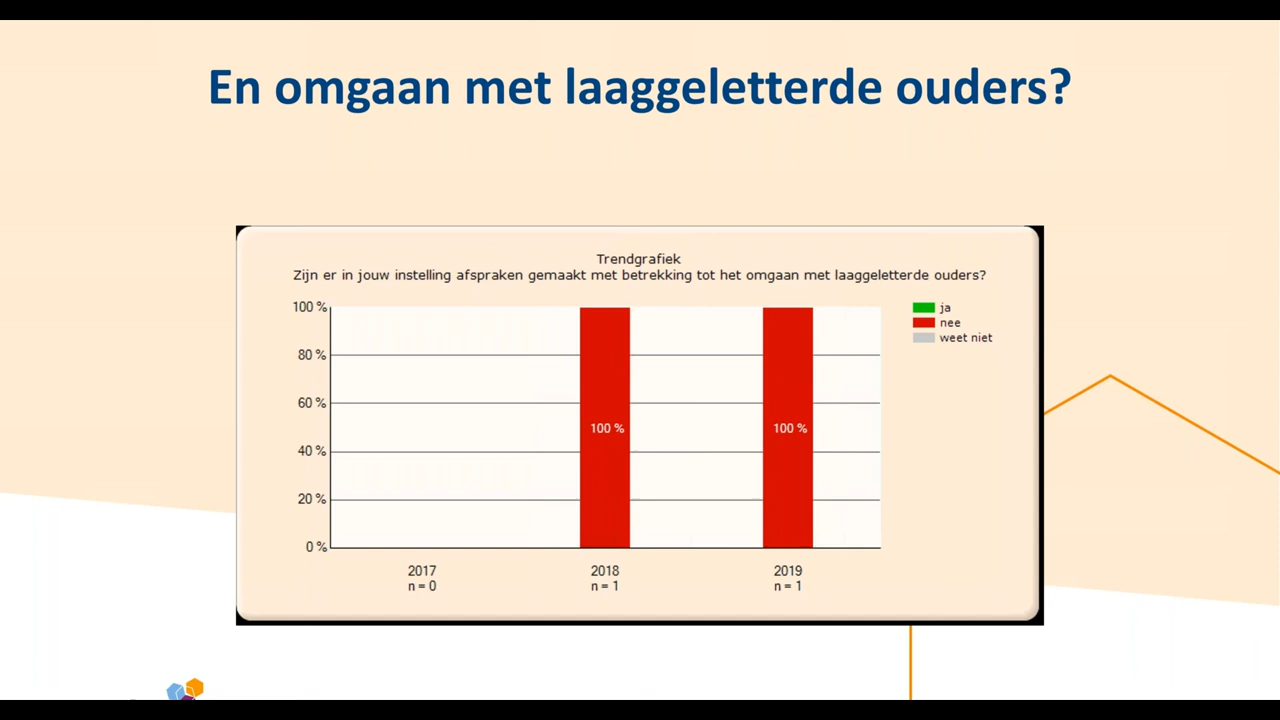 En omgaan met laaggeletterde ouders?
Trendgrafiek
Zijn er in jouw instelling afspraken gemaakt met betrekking tot het omgaan met laaggeletterde ouders?
100 %
80 %
60 %
40 %
20 %
0 %
100 %
100 %
2017
n = 0
2018
n = 1
2019
n = 1
ja
nee
weet niet